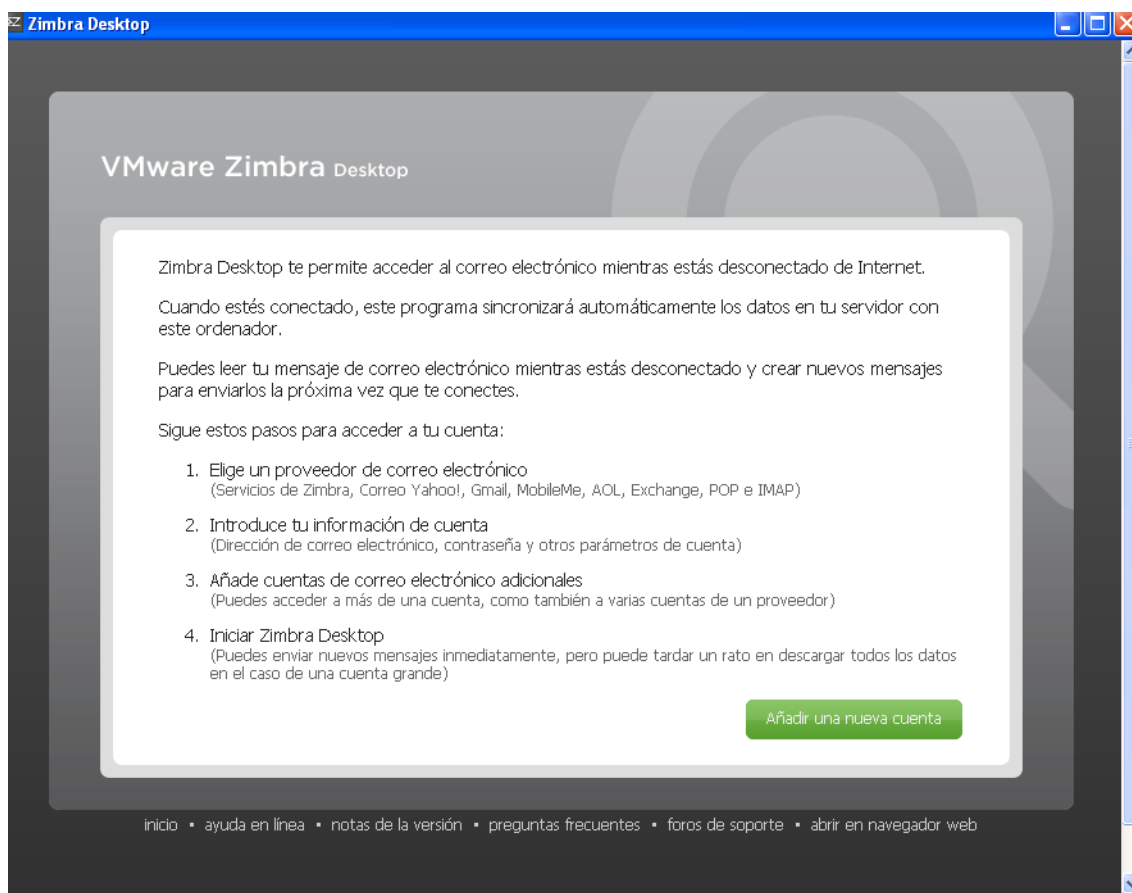 Zimbra Desktop
VMware Zimbra Desktop
Zimbra Desktop te permite acceder al correo electrónico mientras estás desconectado de Internet.
Cuando estés conectado, este programa sincronizará automáticamente los datos en tu servidor con
este ordenador.
Puedes leer tu mensaje de correo electrónico mientras estás desconectado y crear nuevos mensajes
para enviarlos la próxima vez que te conectes.
Sigue estos pasos para acceder a tu cuenta:
1. Elige un proveedor de correo electrónico
(Servicios de Zimbra, Correo Yahoo!, Gmail, MobileMe, AOL, Exchange, POP e IMAP)
2. Introduce tu información de cuenta
(Dirección de correo electrónico, contraseña y otros parámetros de cuenta)
3. Añade cuentas de correo electrónico adicionales
(Puedes acceder a más de una cuenta, como también a varias cuentas de un proveedor)
4. Iniciar Zimbra Desktop
(Puedes enviar nuevos mensajes inmediatamente, pero puede tardar un rato en descargar todos los datos
en el caso de una cuenta grande)
Añadir una nueva cuenta
inicio ▪ ayuda en línea ▪ notas de la versión ▪ preguntas frecuentes ▪ foros de soporte ▪ abrir en navegador web